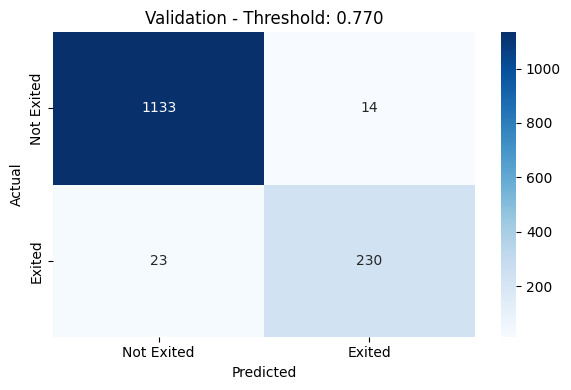 Validation - Threshold: 0.770
Actual
Not Exited
Exited
1133
14
23
230
Not Exited
Exited
Predicted
1000
800
600
400
200